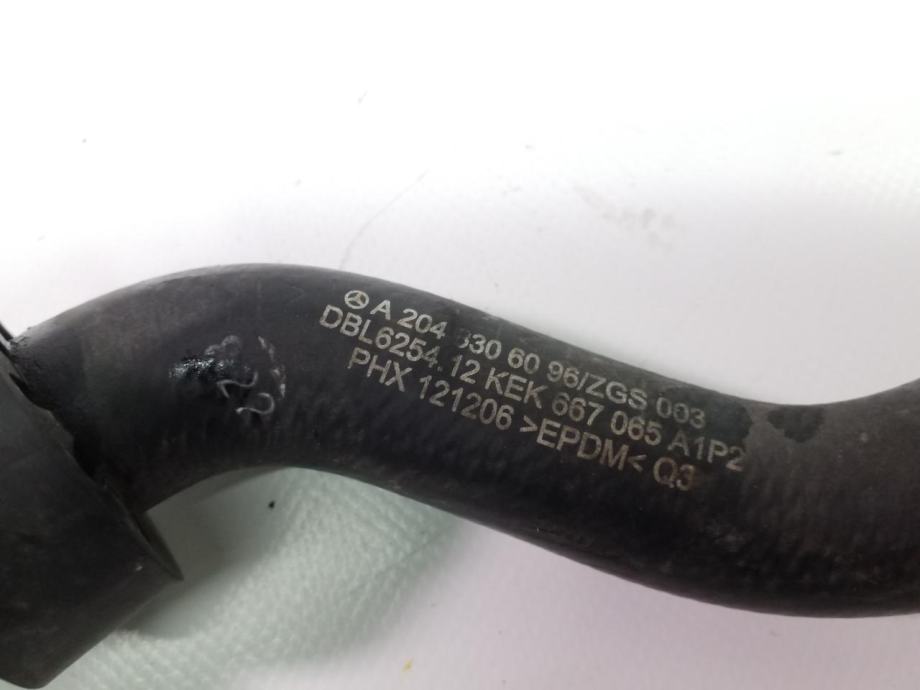 A 204 830 60 96/ZGS 003
DBL6254.12 KEK 667 065 A1P2
PHX 121206 >EPDM< Q3